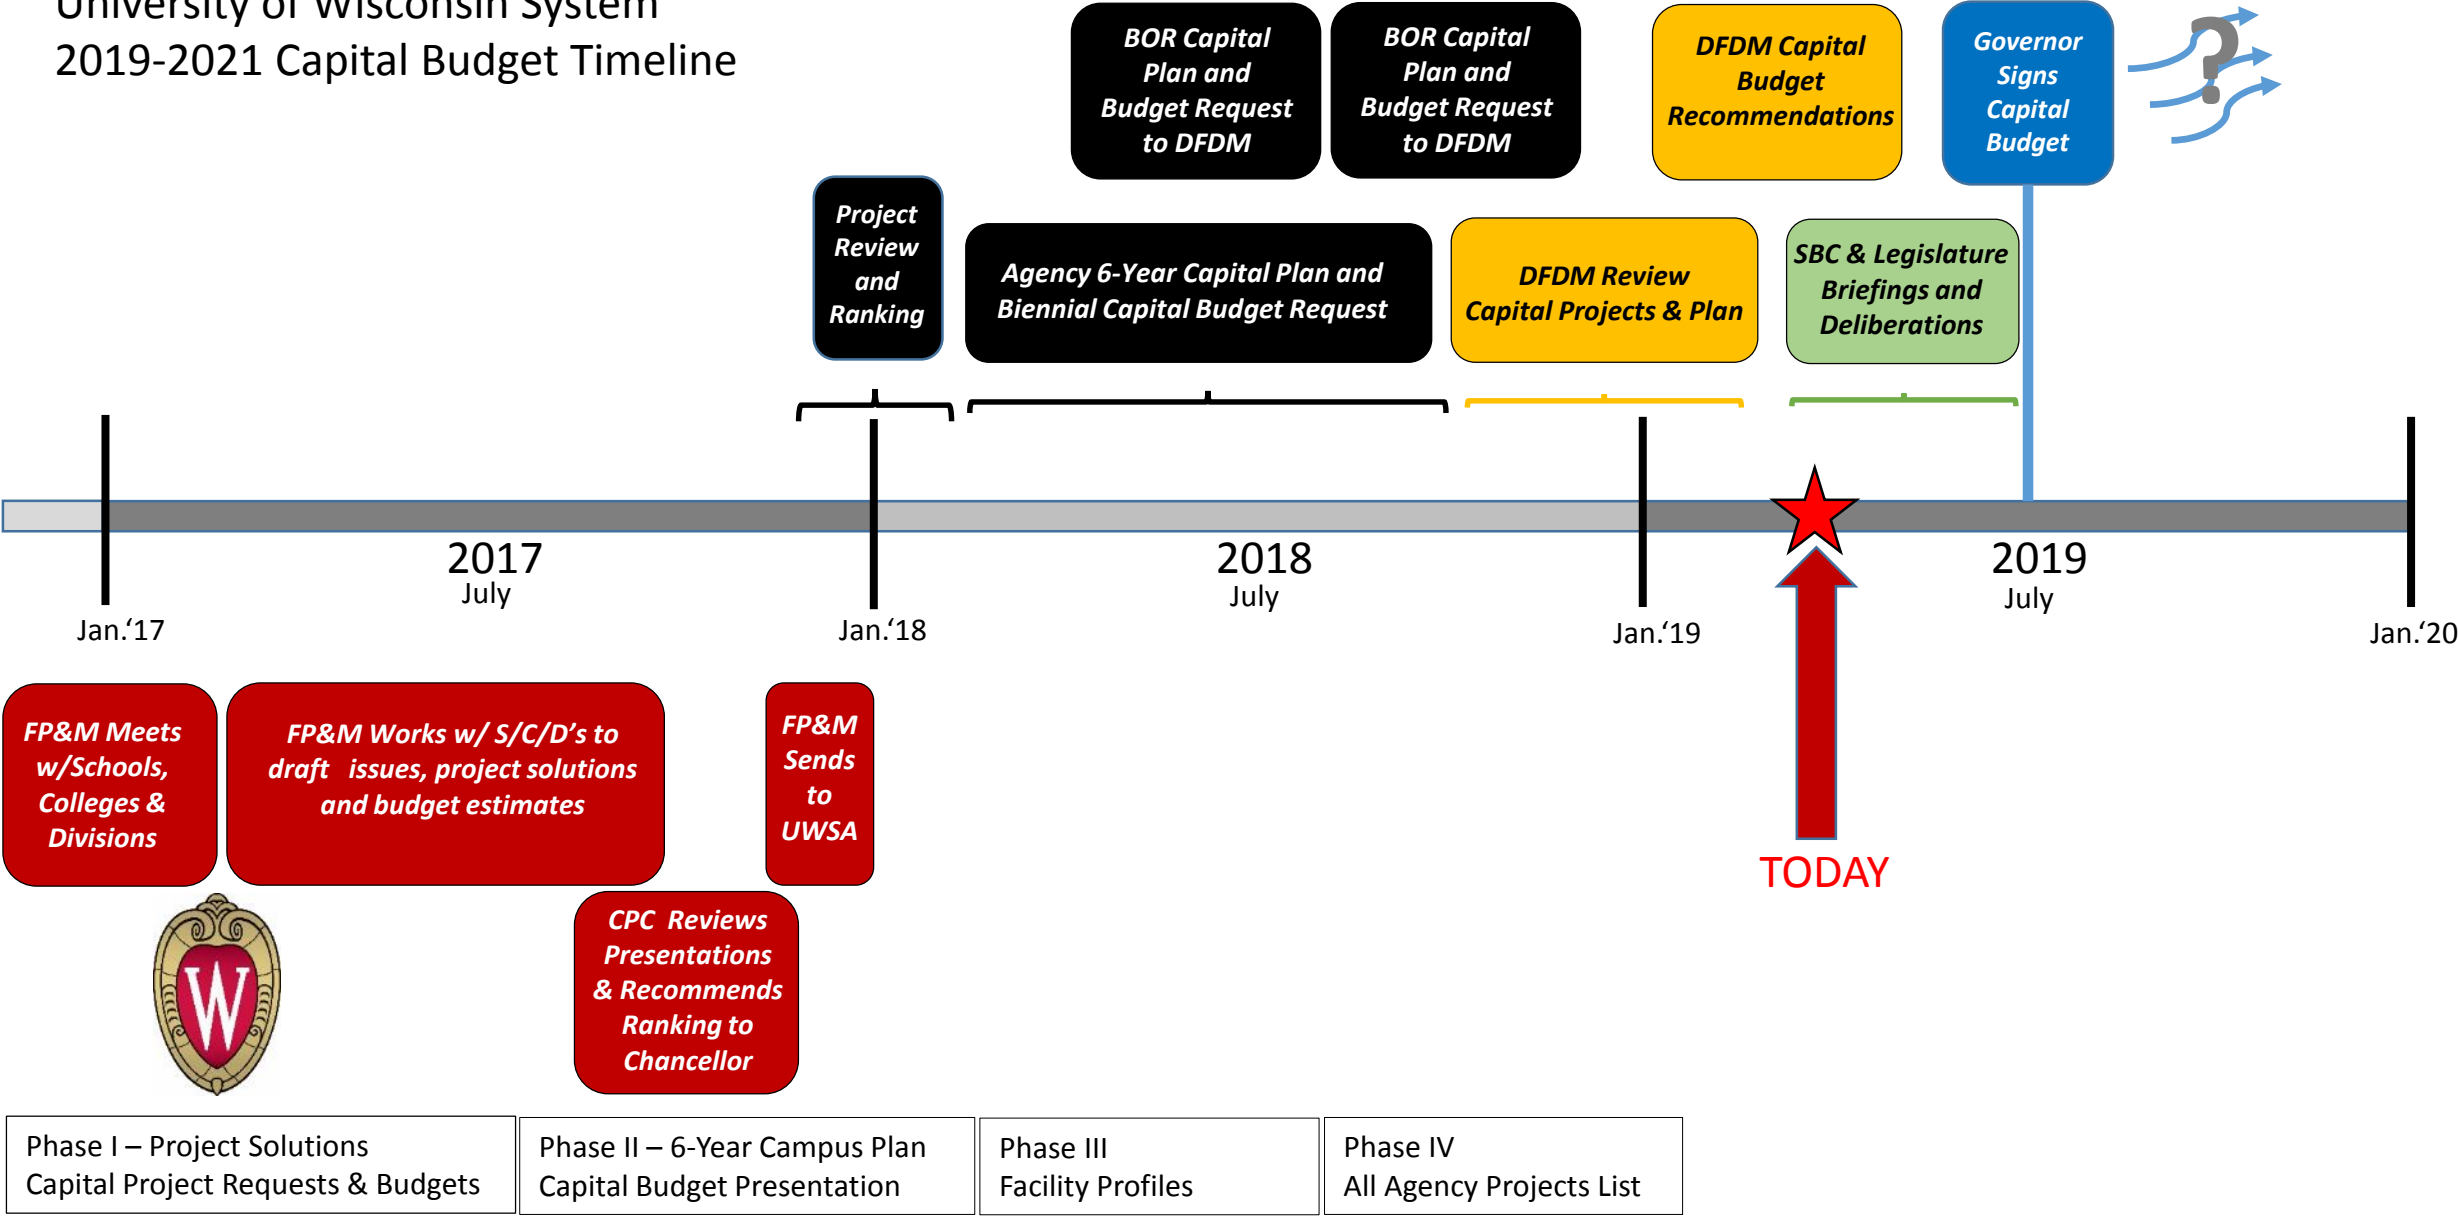 University of Wisconsin System
2019-2021 Capital Budget Timeline
BOR Capital
Plan and
Budget Request
to DFDM
BOR Capital
Plan and
Budget Request
to DFDM
DFDM Capital
Budget
Recommendations
Governor
Signs
Capital
Budget
?
Project
Review
and
Ranking
Agency 6-Year Capital Plan and
Biennial Capital Budget Request
DFDM Review
Capital Projects & Plan
SBC & Legislature
Briefings and
Deliberations
2017
July
2018
July
2019
July
Jan.‘17
Jan.‘18
Jan.‘19
Jan.‘20
FP&M Meets
w/Schools,
Colleges &
Divisions
FP&M Works w/ S/C/D’s to
draft issues, project solutions
and budget estimates
FP&M
Sends
to
UWSA
TODAY
CPC Reviews
Presentations
& Recommends
Ranking to
Chancellor
W
Phase I – Project Solutions
Capital Project Requests & Budgets
Phase II – 6-Year Campus Plan
Capital Budget Presentation
Phase III
Facility Profiles
Phase IV
All Agency Projects List